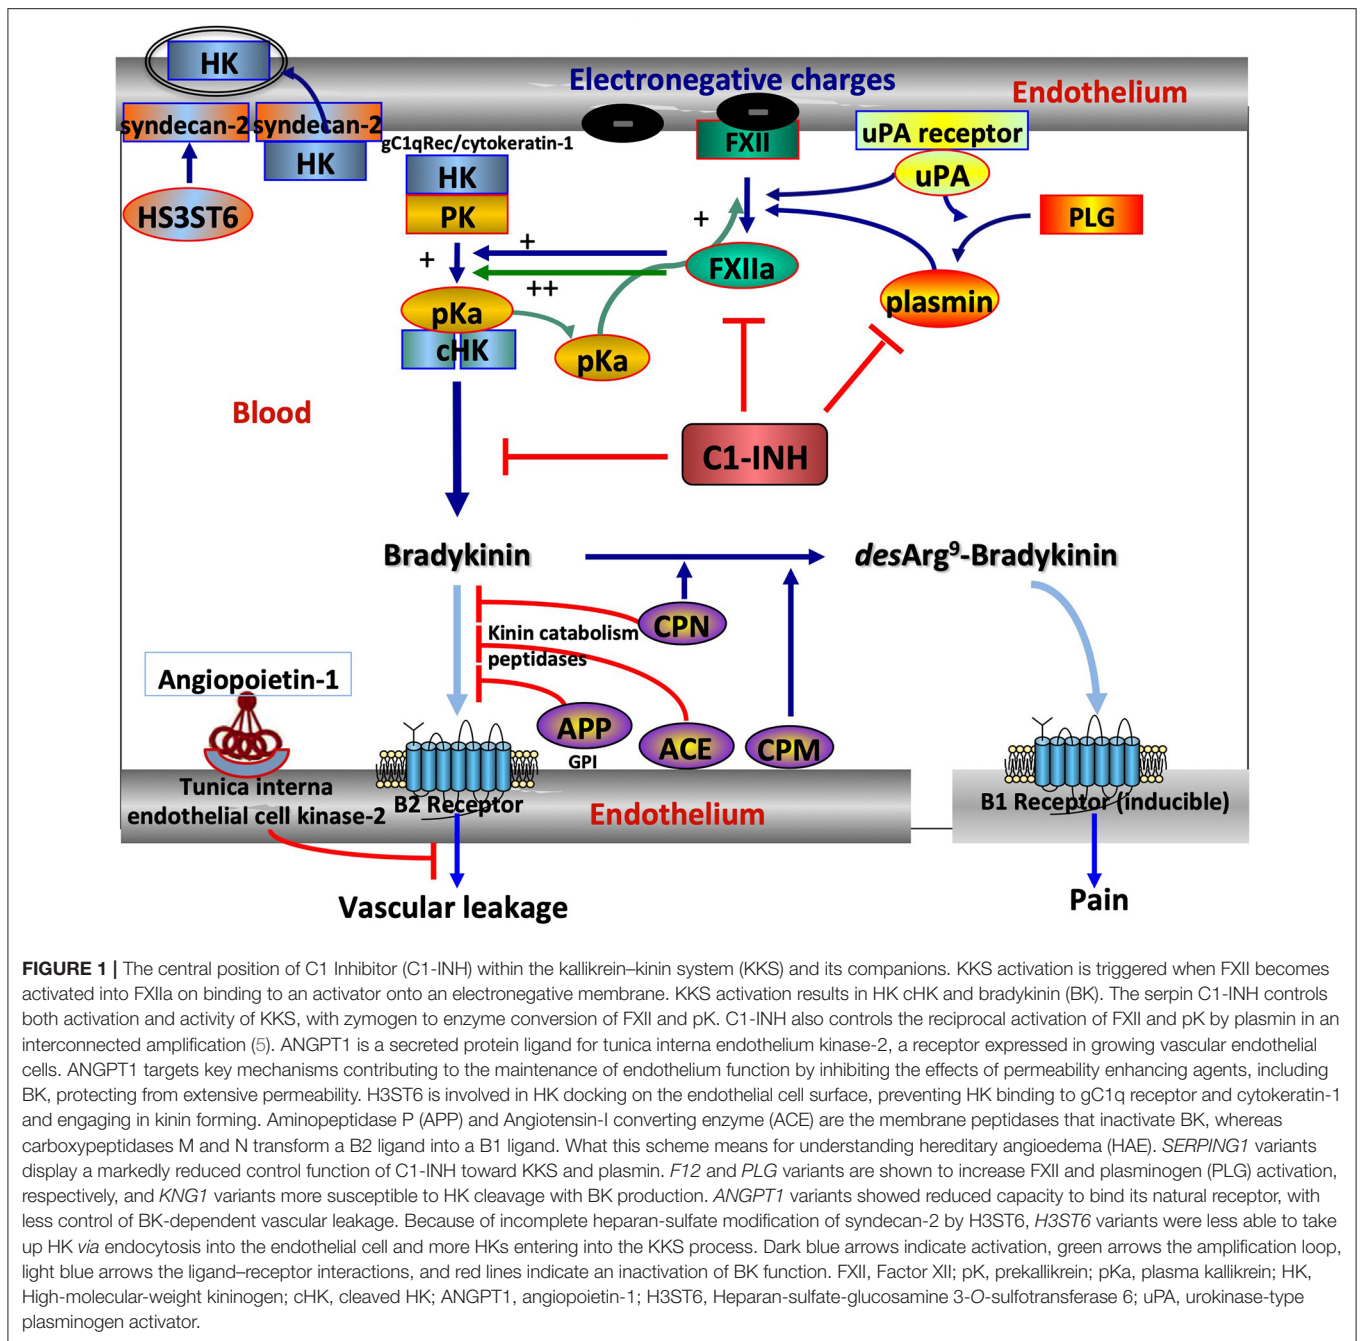 HK
Electronegative charges
Endothelium
syndecan-2
syndecan-2
-
-
FXII
uPA receptor
HK
gC1qRec/cytokeratin-1
HK
uPA
HS3ST6
PK
+
PLG
+
+
FXIIa
++
plasmin
pKa
cHK
pKa
Blood
C1-INH
Bradykinin
desArg⁹-Bradykinin
CPN
Kinin catabolism
peptidases
Angiopoietin-1
APP
ACE
CPM
GPI
Tunica interna
endothelial cell kinase-2
B2 Receptor
Endothelium
B1 Receptor (inducible)
Vascular leakage
Pain
FIGURE 1 | The central position of C1 Inhibitor (C1-INH) within the kallikrein–kinin system (KKS) and its companions. KKS activation is triggered when FXII becomes
activated into FXIIa on binding to an activator onto an electronegative membrane. KKS activation results in HK cHK and bradykinin (BK). The serpin C1-INH controls
both activation and activity of KKS, with zymogen to enzyme conversion of FXII and pK. C1-INH also controls the reciprocal activation of FXII and pK by plasmin in an
interconnected amplification (5). ANGPT1 is a secreted protein ligand for tunica interna endothelium kinase-2, a receptor expressed in growing vascular endothelial
cells. ANGPT1 targets key mechanisms contributing to the maintenance of endothelium function by inhibiting the effects of permeability enhancing agents, including
BK, protecting from extensive permeability. H3ST6 is involved in HK docking on the endothelial cell surface, preventing HK binding to gC1q receptor and cytokeratin-1
and engaging in kinin forming. Aminopeptidase P (APP) and Angiotensin-I converting enzyme (ACE) are the membrane peptidases that inactivate BK, whereas
carboxypeptidases M and N transform a B2 ligand into a B1 ligand. What this scheme means for understanding hereditary angioedema (HAE). SERPING1 variants
display a markedly reduced control function of C1-INH toward KKS and plasmin. F12 and PLG variants are shown to increase FXII and plasminogen (PLG) activation,
respectively, and KNG1 variants more susceptible to HK cleavage with BK production. ANGPT1 variants showed reduced capacity to bind its natural receptor, with
less control of BK-dependent vascular leakage. Because of incomplete heparan-sulfate modification of syndecan-2 by H3ST6, H3ST6 variants were less able to take
up HK via endocytosis into the endothelial cell and more HKs entering into the KKS process. Dark blue arrows indicate activation, green arrows the amplification loop,
light blue arrows the ligand–receptor interactions, and red lines indicate an inactivation of BK function. FXII, Factor XII; pK, prekallikrein; pKa, plasma kallikrein; HK,
High-molecular-weight kininogen; cHK, cleaved HK; ANGPT1, angiopoietin-1; H3ST6, Heparan-sulfate-glucosamine 3-O-sulfotransferase 6; uPA, urokinase-type
plasminogen activator.